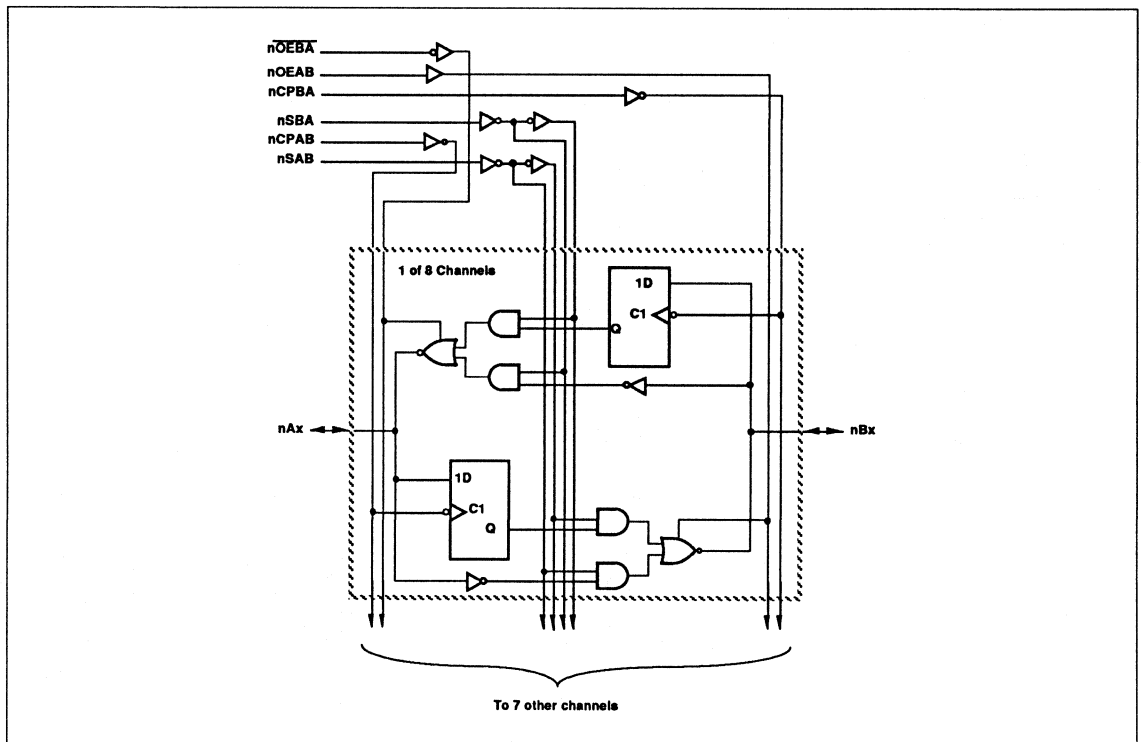 nO̅E̅B̅A̅
nOEAB
nCPBA
nSBA
nCPAB
nSAB
1 of 8 Channels
1D
C1
Q
nAx
nBx
1D
C1
Q
To 7 other channels